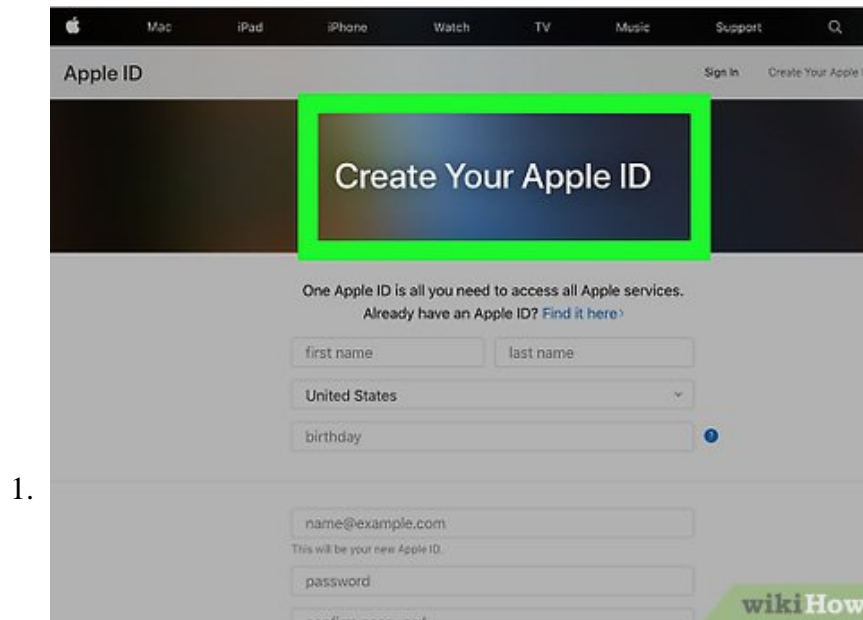 Mac iPad iPhone Watch TV Music Support
Apple ID Sign In Create Your Apple
Create Your Apple ID
One Apple ID is all you need to access all Apple services.
Already have an Apple ID? Find it here >
first name last name
United States
birthday
?
1.
name@example.com
This will be your new Apple ID.
password
confirm password
wikiHow